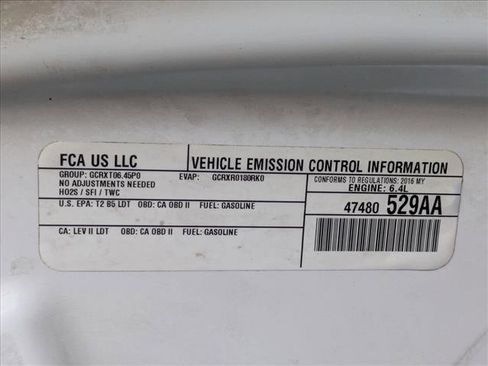 FCA US LLC
VEHICLE EMISSION CONTROL INFORMATION
GROUP: GCRXT06.45P0 EVAP: GCRXR0180RK0
NO ADJUSTMENTS NEEDED
HO2S / SFI / TWC
CONFORMS TO REGULATIONS: 2016 MY
ENGINE: 6.4L
U.S. EPA: T2 B5 LDT OBD: CA OBD II FUEL: GASOLINE
47480 529AA
CA: LEV II LDT OBD: CA OBD II FUEL: GASOLINE